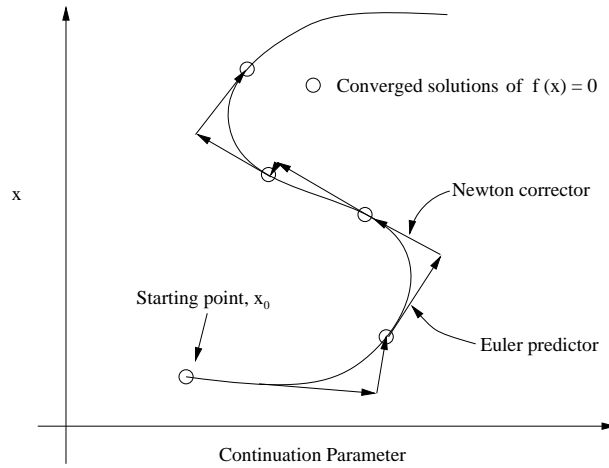 Converged solutions of f (x) = 0
x
Newton corrector
Starting point, x₀
Euler predictor
Continuation Parameter